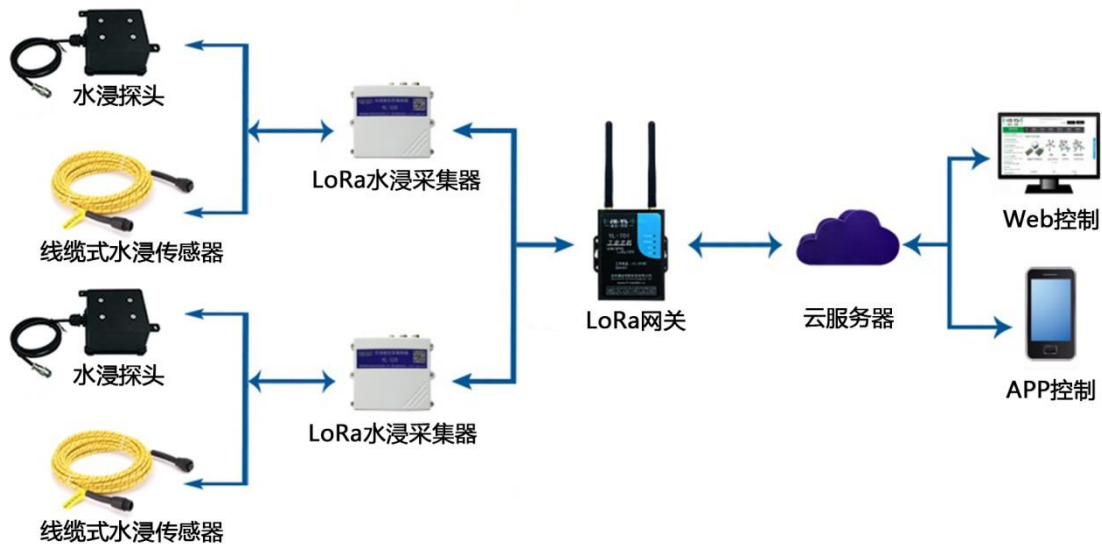 水浸探头
线缆式水浸传感器
LoRa水浸采集器
水浸探头
线缆式水浸传感器
LoRa水浸采集器
YL-701
LoRa网关
云服务器
Web控制
APP控制